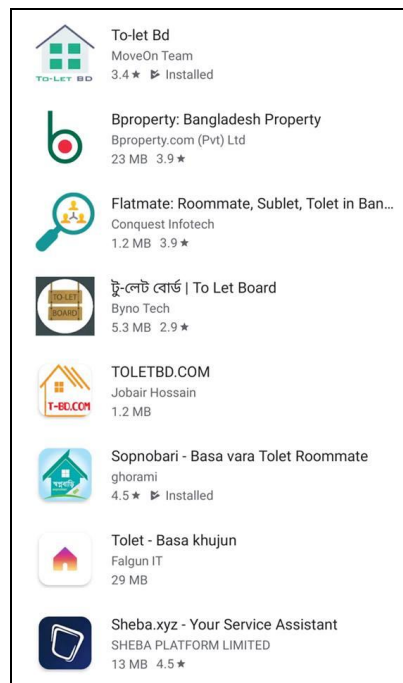 TO-LET BD
To-let Bd
MoveOn Team
3.4★ Installed
Bproperty: Bangladesh Property
Bproperty.com (Pvt) Ltd
23 MB 3.9★
Flatmate: Roommate, Sublet, Tolet in Ban...
Conquest Infotech
1.2 MB 3.9★
TO-LET
BOARD
টু-লেট বোর্ড | To Let Board
Byno Tech
5.3 MB 2.9★
T-BD.COM
TOLETBD.COM
Jobair Hossain
1.2 MB
স্বপ্নবাড়ি
Sopnobari - Basa vara Tolet Roommate
ghorami
4.5★ Installed
Tolet - Basa khujun
Falgun IT
29 MB
Sheba.xyz - Your Service Assistant
SHEBA PLATFORM LIMITED
13 MB 4.5★